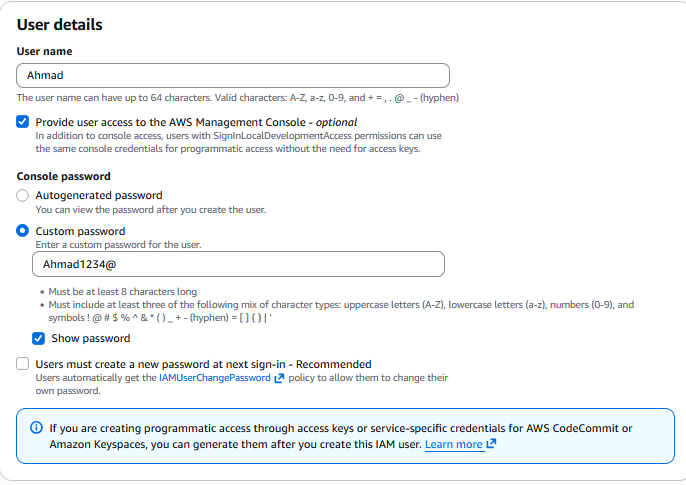 User details
User name
Ahmad
The user name can have up to 64 characters. Valid characters: A-Z, a-z, 0-9, and + = , . @ _ - (hyphen)
Provide user access to the AWS Management Console - optional
In addition to console access, users with SignInLocalDevelopmentAccess permissions can use
the same console credentials for programmatic access without the need for access keys.
Console password
Autogenerated password
You can view the password after you create the user.
Custom password
Enter a custom password for the user.
Ahmad1234@
• Must be at least 8 characters long
• Must include at least three of the following mix of character types: uppercase letters (A-Z), lowercase letters (a-z), numbers (0-9), and
symbols ! @ # $ % ^ & * ( ) _ + - (hyphen) = [ ] { } | '
Show password
Users must create a new password at next sign-in - Recommended
Users automatically get the IAMUserChangePassword policy to allow them to change their
own password.
If you are creating programmatic access through access keys or service-specific credentials for AWS CodeCommit or
Amazon Keyspaces, you can generate them after you create this IAM user. Learn more